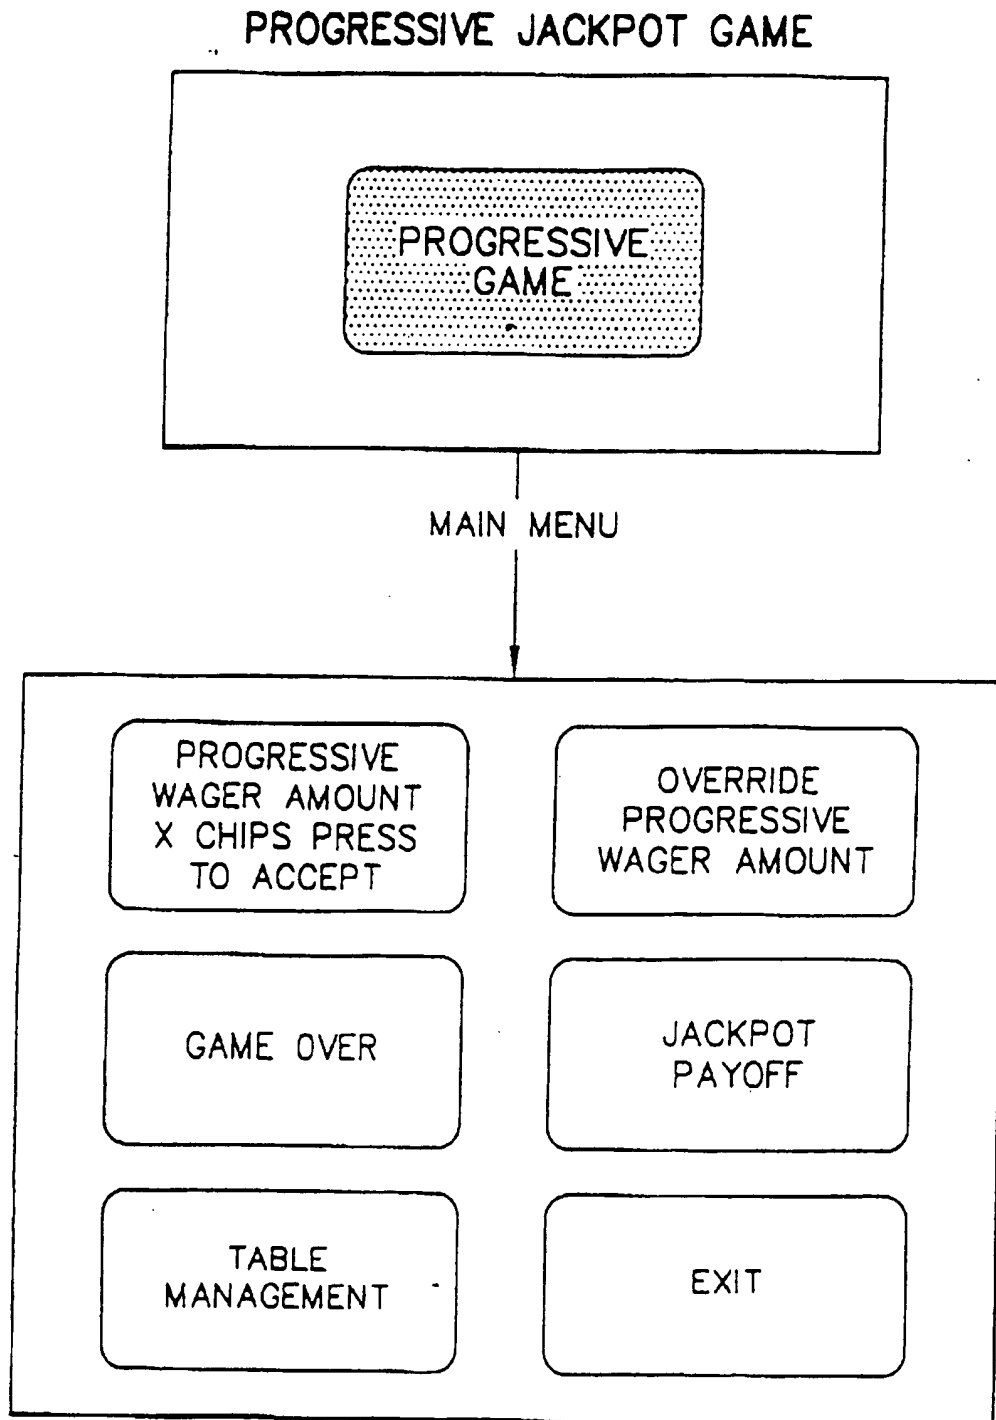 PROGRESSIVE JACKPOT GAME
PROGRESSIVE
GAME
MAIN MENU
PROGRESSIVE
WAGER AMOUNT
X CHIPS PRESS
TO ACCEPT
OVERRIDE
PROGRESSIVE
WAGER AMOUNT
GAME OVER
JACKPOT
PAYOFF
TABLE
MANAGEMENT
EXIT